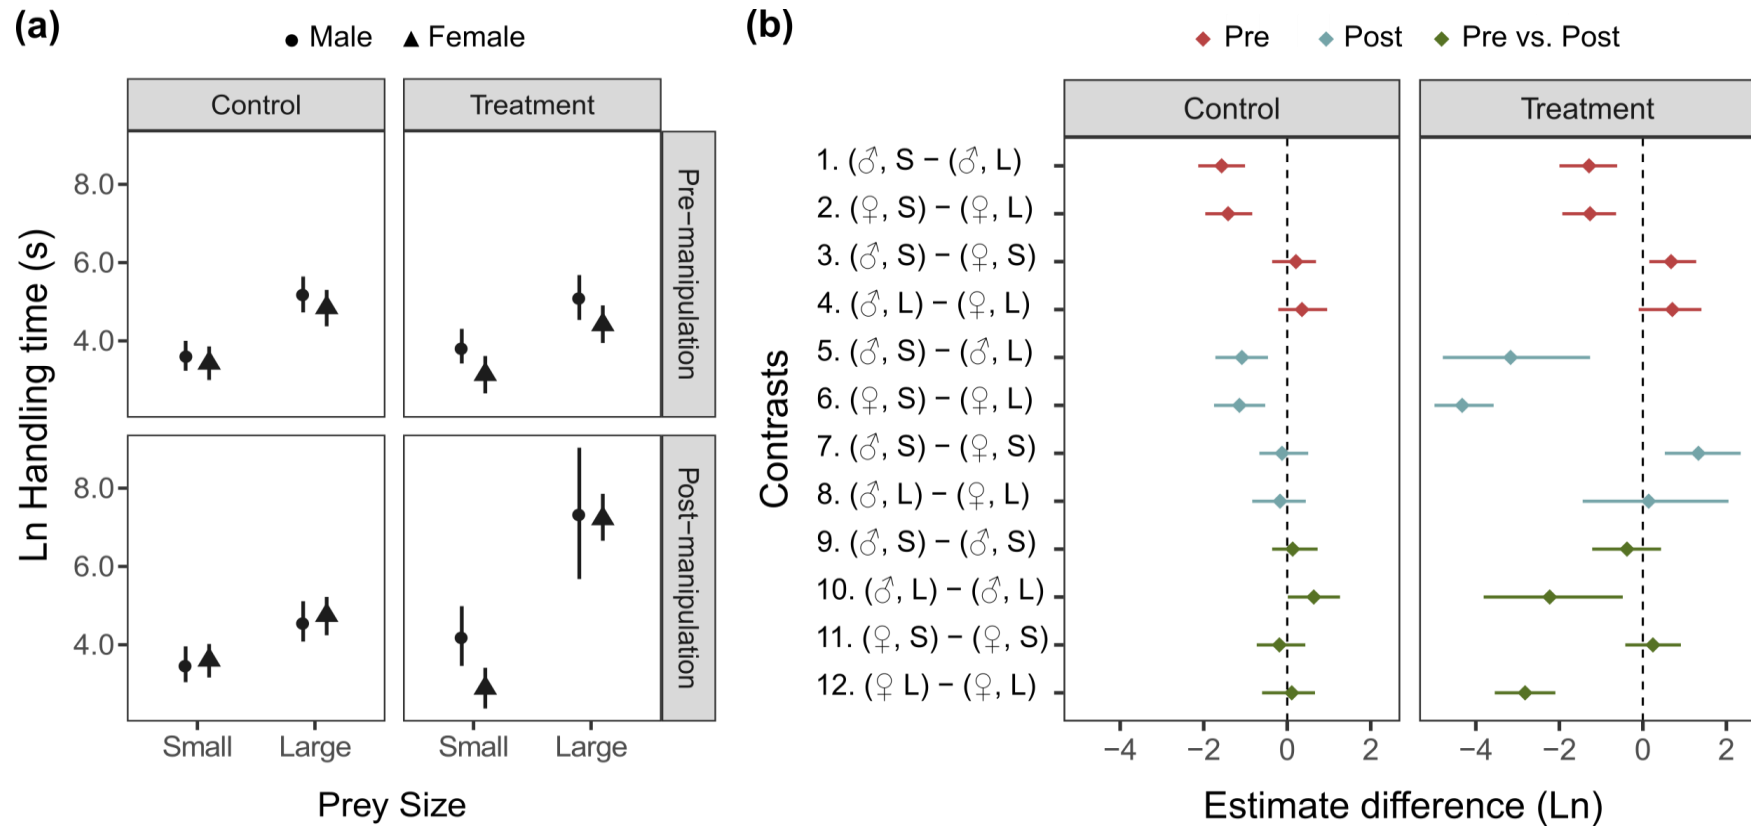 (a)
Male Female
Control Treatment
Pre−manipulation
8.0
6.0
4.0
Post−manipulation
8.0
6.0
4.0
Ln Handling time (s)
Small Large Small Large
Prey Size
(b)
Pre Post Pre vs. Post
Control Treatment
Contrasts
1. (♂, S − (♂, L)
2. (♀, S) − (♀, L)
3. (♂, S) − (♀, S)
4. (♂, L) − (♀, L)
5. (♂, S) − (♂, L)
6. (♀, S) − (♀, L)
7. (♂, S) − (♀, S)
8. (♂, L) − (♀, L)
9. (♂, S) − (♂, S)
10. (♂, L) − (♂, L)
11. (♀, S) − (♀, S)
12. (♀ L) − (♀, L)
−4 −2 0 2 −4 −2 0 2
Estimate difference (Ln)